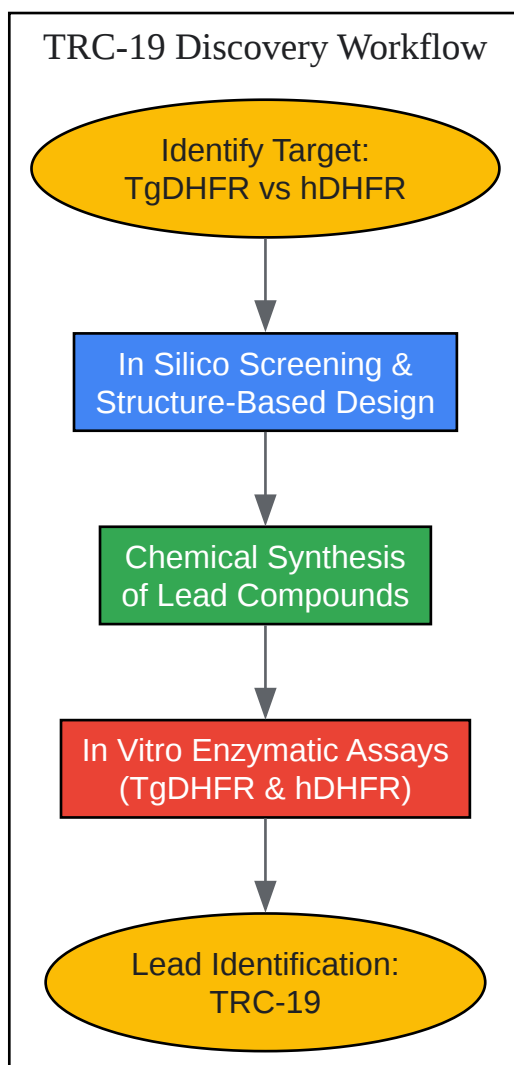 TRC-19 Discovery Workflow
Identify Target:
TgDHFR vs hDHFR
In Silico Screening &
Structure-Based Design
Chemical Synthesis
of Lead Compounds
In Vitro Enzymatic Assays
(TgDHFR & hDHFR)
Lead Identification:
TRC-19